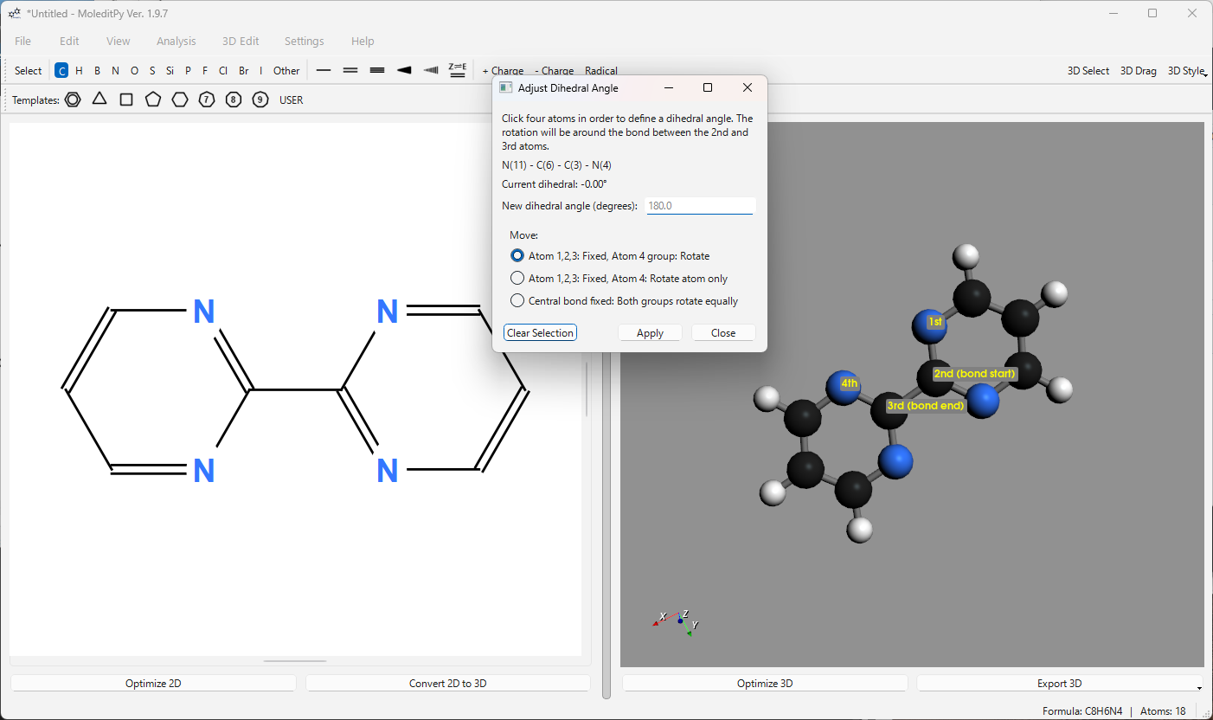 *Untitled - MoleditPy Ver. 1.9.7
File Edit View Analysis 3D Edit Settings Help
Select C H B N O S Si P F Cl Br I Other Z⇌E + Charge - Charge Radical 3D Select 3D Drag 3D Style
Templates: 7 8 9 USER
Adjust Dihedral Angle
Click four atoms in order to define a dihedral angle. The
rotation will be around the bond between the 2nd and
3rd atoms.
N(11) - C(6) - C(3) - N(4)
Current dihedral: -0.00°
New dihedral angle (degrees): 180.0
Move:
Atom 1,2,3: Fixed, Atom 4 group: Rotate
Atom 1,2,3: Fixed, Atom 4: Rotate atom only
Central bond fixed: Both groups rotate equally
Clear Selection Apply Close
N N
N N
1st
2nd (bond start)
4th
3rd (bond end)
X Z Y
Optimize 2D Convert 2D to 3D Optimize 3D Export 3D
Formula: C8H6N4 | Atoms: 18